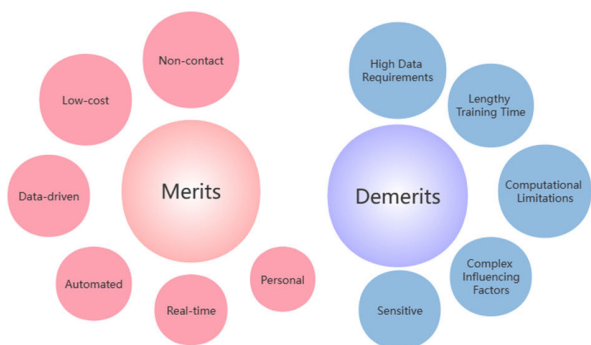 Non-contact
Low-cost
Merits
Data-driven
Automated
Real-time
Personal
High Data
Requirements
Lengthy
Training Time
Demerits
Computational
Limitations
Complex
Influencing
Factors
Sensitive